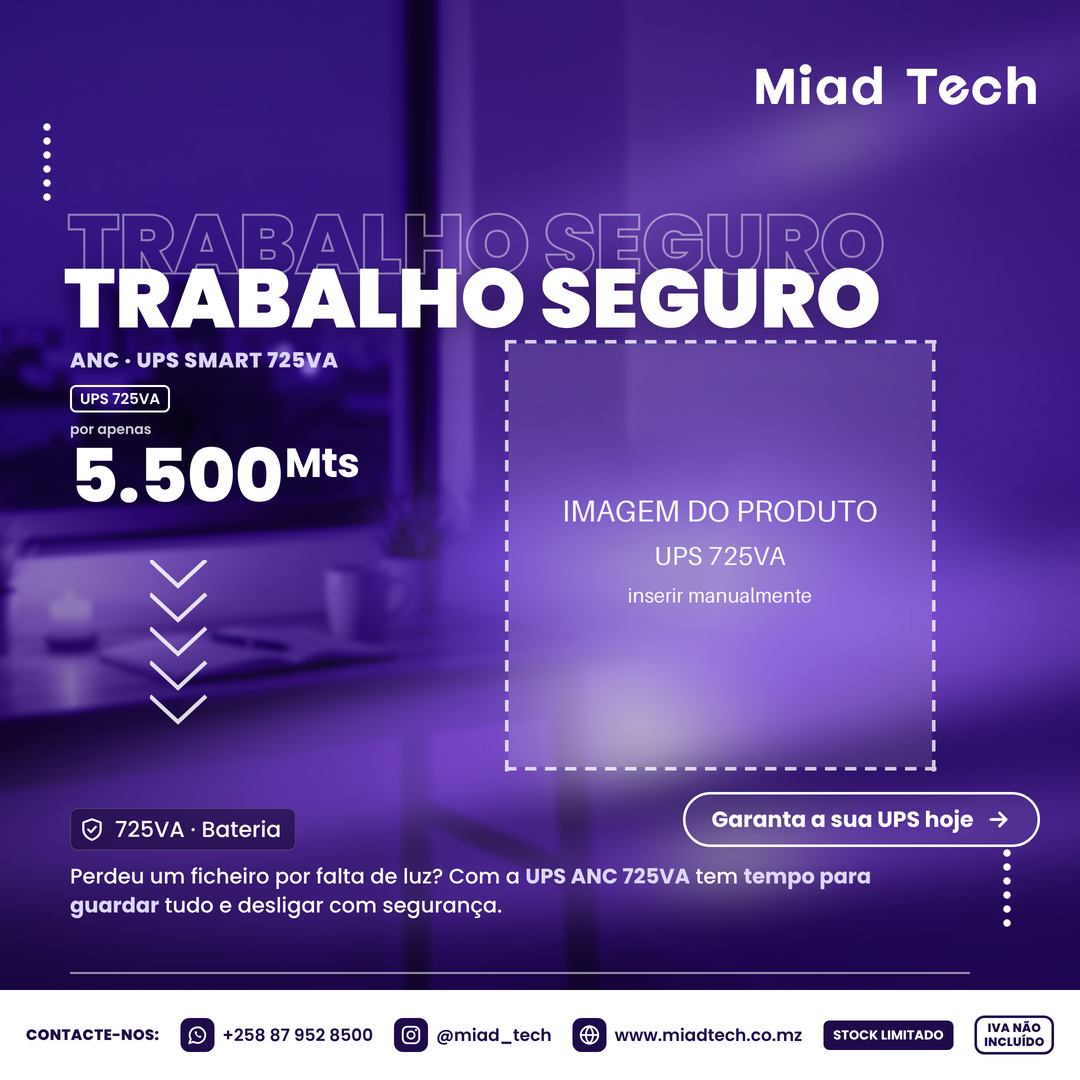 Miad Tech
TRABALHO SEGURO
TRABALHO SEGURO
ANC · UPS SMART 725VA
UPS 725VA
por apenas
5.500Mts
IMAGEM DO PRODUTO
UPS 725VA
inserir manualmente
Garanta a sua UPS hoje →
725VA · Bateria
Perdeu um ficheiro por falta de luz? Com a UPS ANC 725VA tem tempo para
guardar tudo e desligar com segurança.
CONTACTE-NOS: +258 87 952 8500 @miad_tech www.miadtech.co.mz STOCK LIMITADO
IVA NÃO
INCLUÍDO